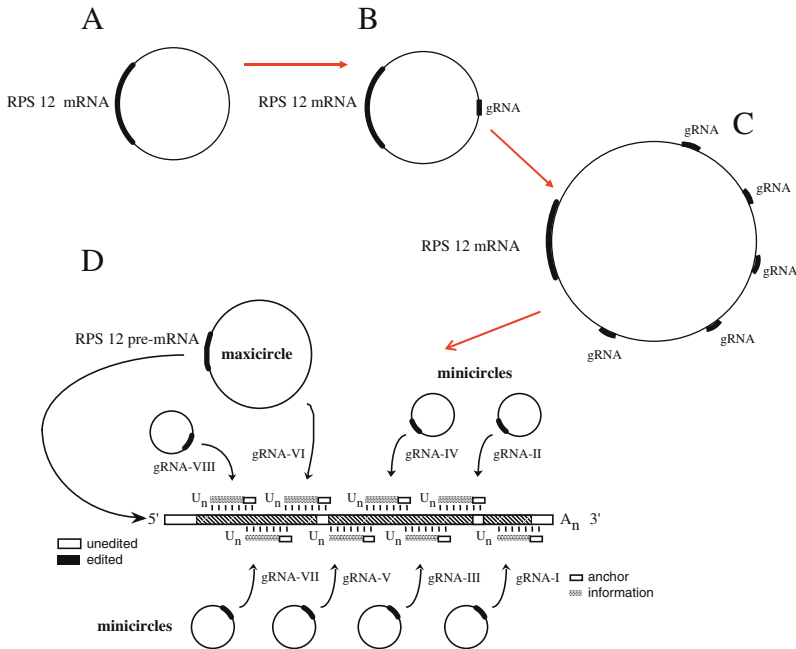 A
B
RPS 12 mRNA
RPS 12 mRNA
gRNA
C
gRNA
gRNA
RPS 12 mRNA
gRNA
gRNA
gRNA
D
RPS 12 pre-mRNA
maxicircle
minicircles
gRNA-VIII
gRNA-VI
gRNA-IV
gRNA-II
Un
Un
Un
Un
5'
An 3'
Un
Un
Un
Un
unedited
edited
gRNA-VII
gRNA-V
gRNA-III
gRNA-I
anchor
information
minicircles